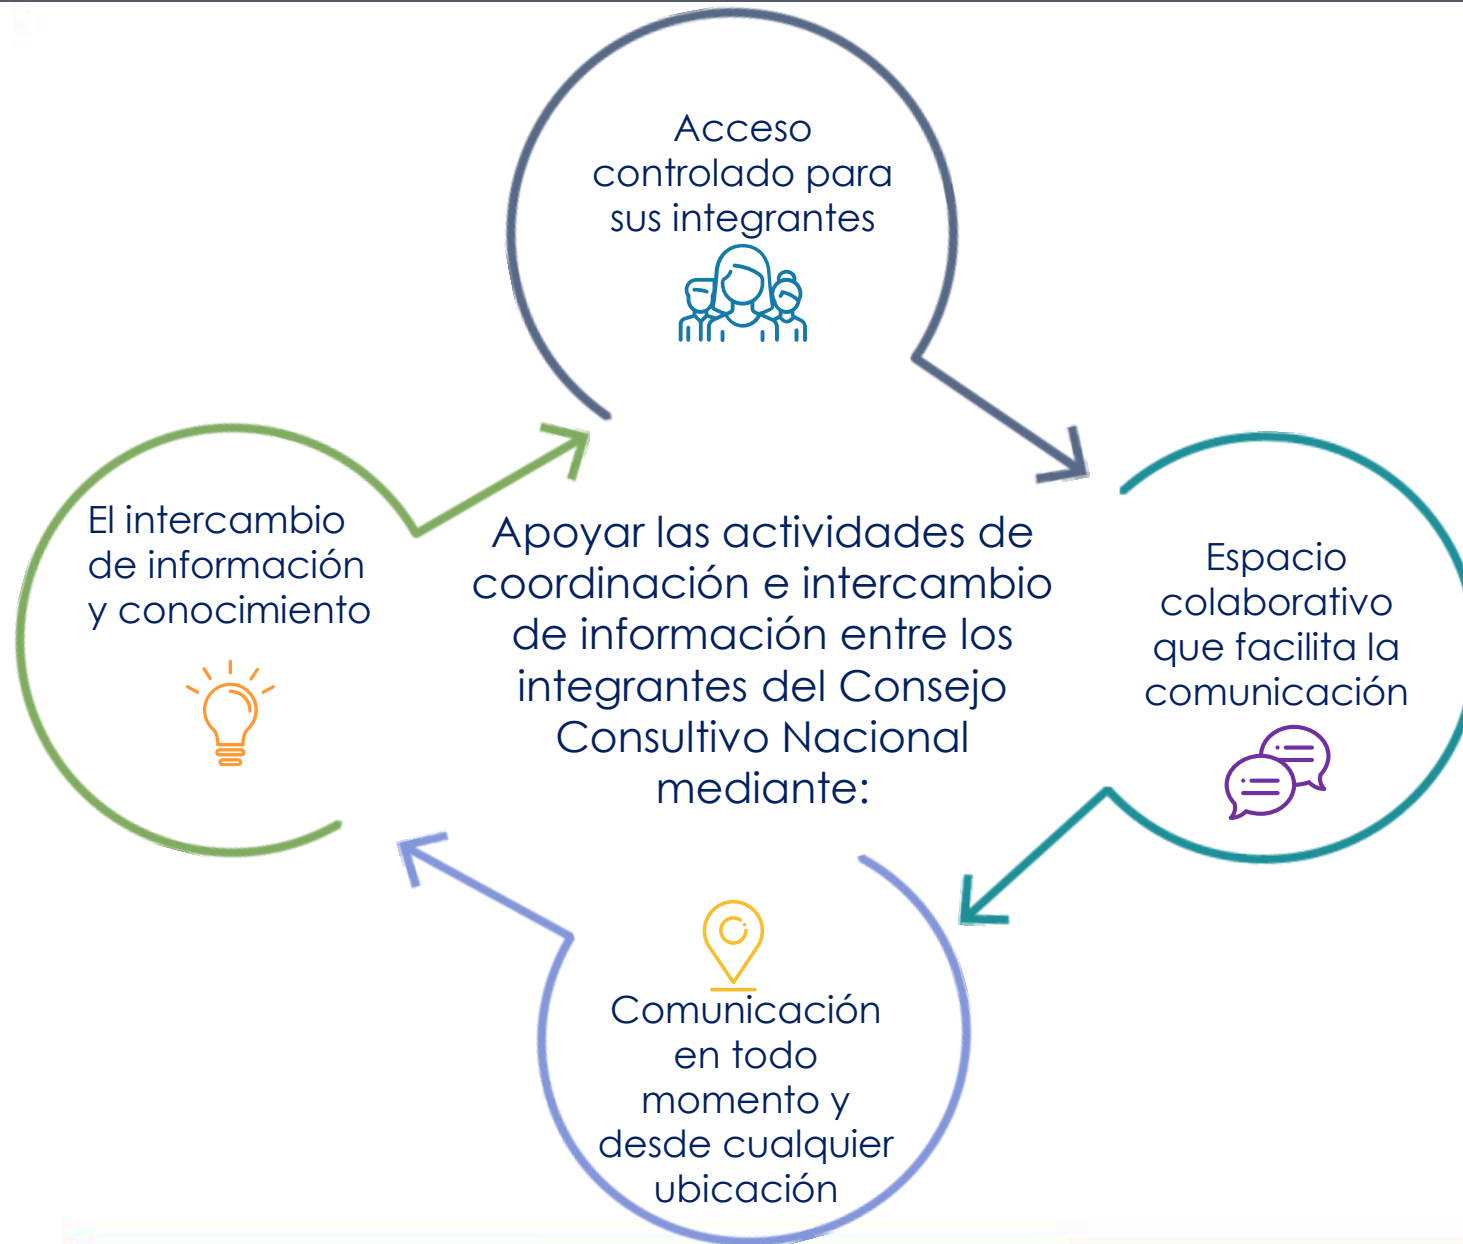 Acceso
controlado para
sus integrantes
El intercambio
de información
y conocimiento
Apoyar las actividades de
coordinación e intercambio
de información entre los
integrantes del Consejo
Consultivo Nacional
mediante:
Espacio
colaborativo
que facilita la
comunicación
Comunicación
en todo
momento y
desde cualquier
ubicación